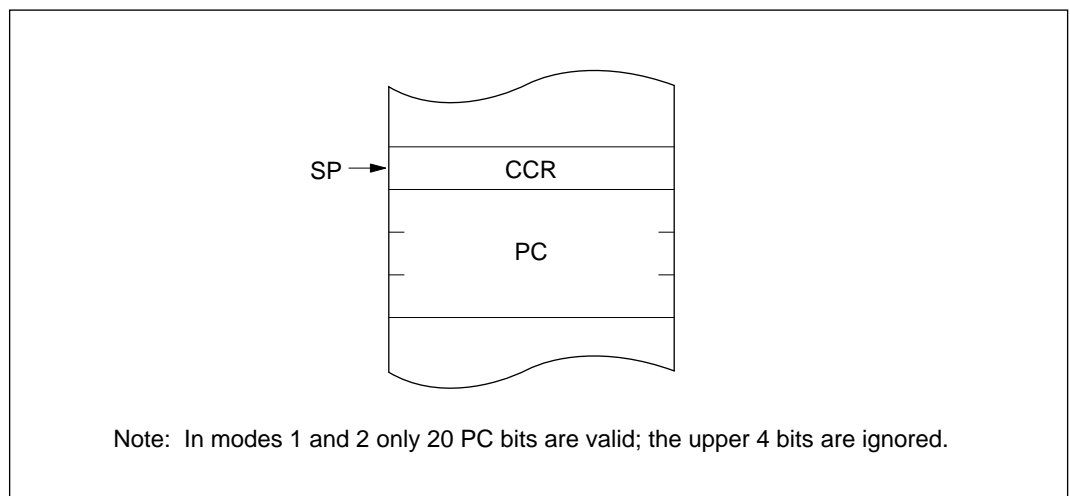 SP CCR
PC
Note: In modes 1 and 2 only 20 PC bits are valid; the upper 4 bits are ignored.